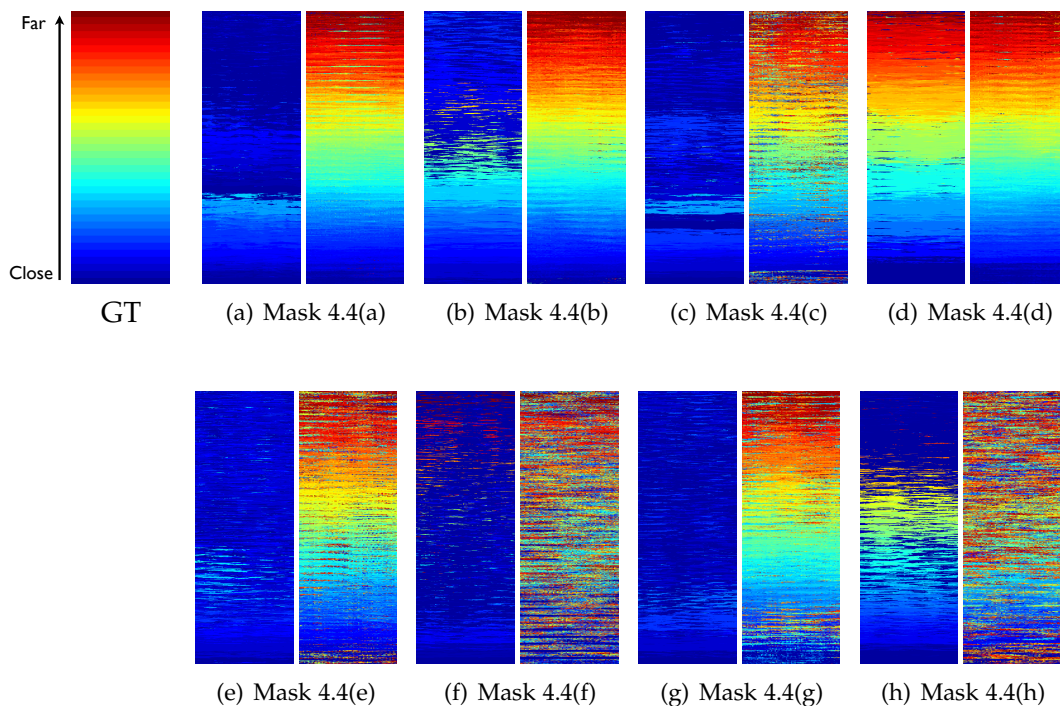 Far
Close
GT
(a) Mask 4.4(a)
(b) Mask 4.4(b)
(c) Mask 4.4(c)
(d) Mask 4.4(d)
(e) Mask 4.4(e)
(f) Mask 4.4(f)
(g) Mask 4.4(g)
(h) Mask 4.4(h)